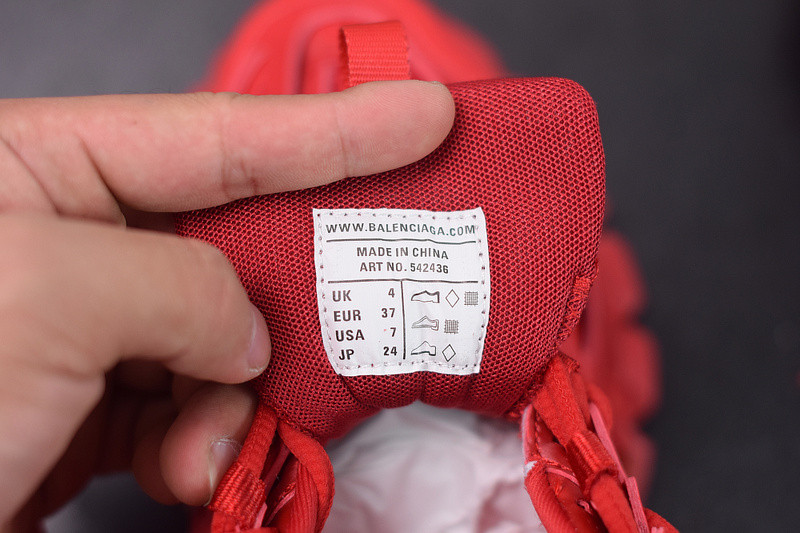 WWW.BALENCIAGA.COM
MADE IN CHINA
ART NO. 542436
UK 4
EUR 37
USA 7
JP 24